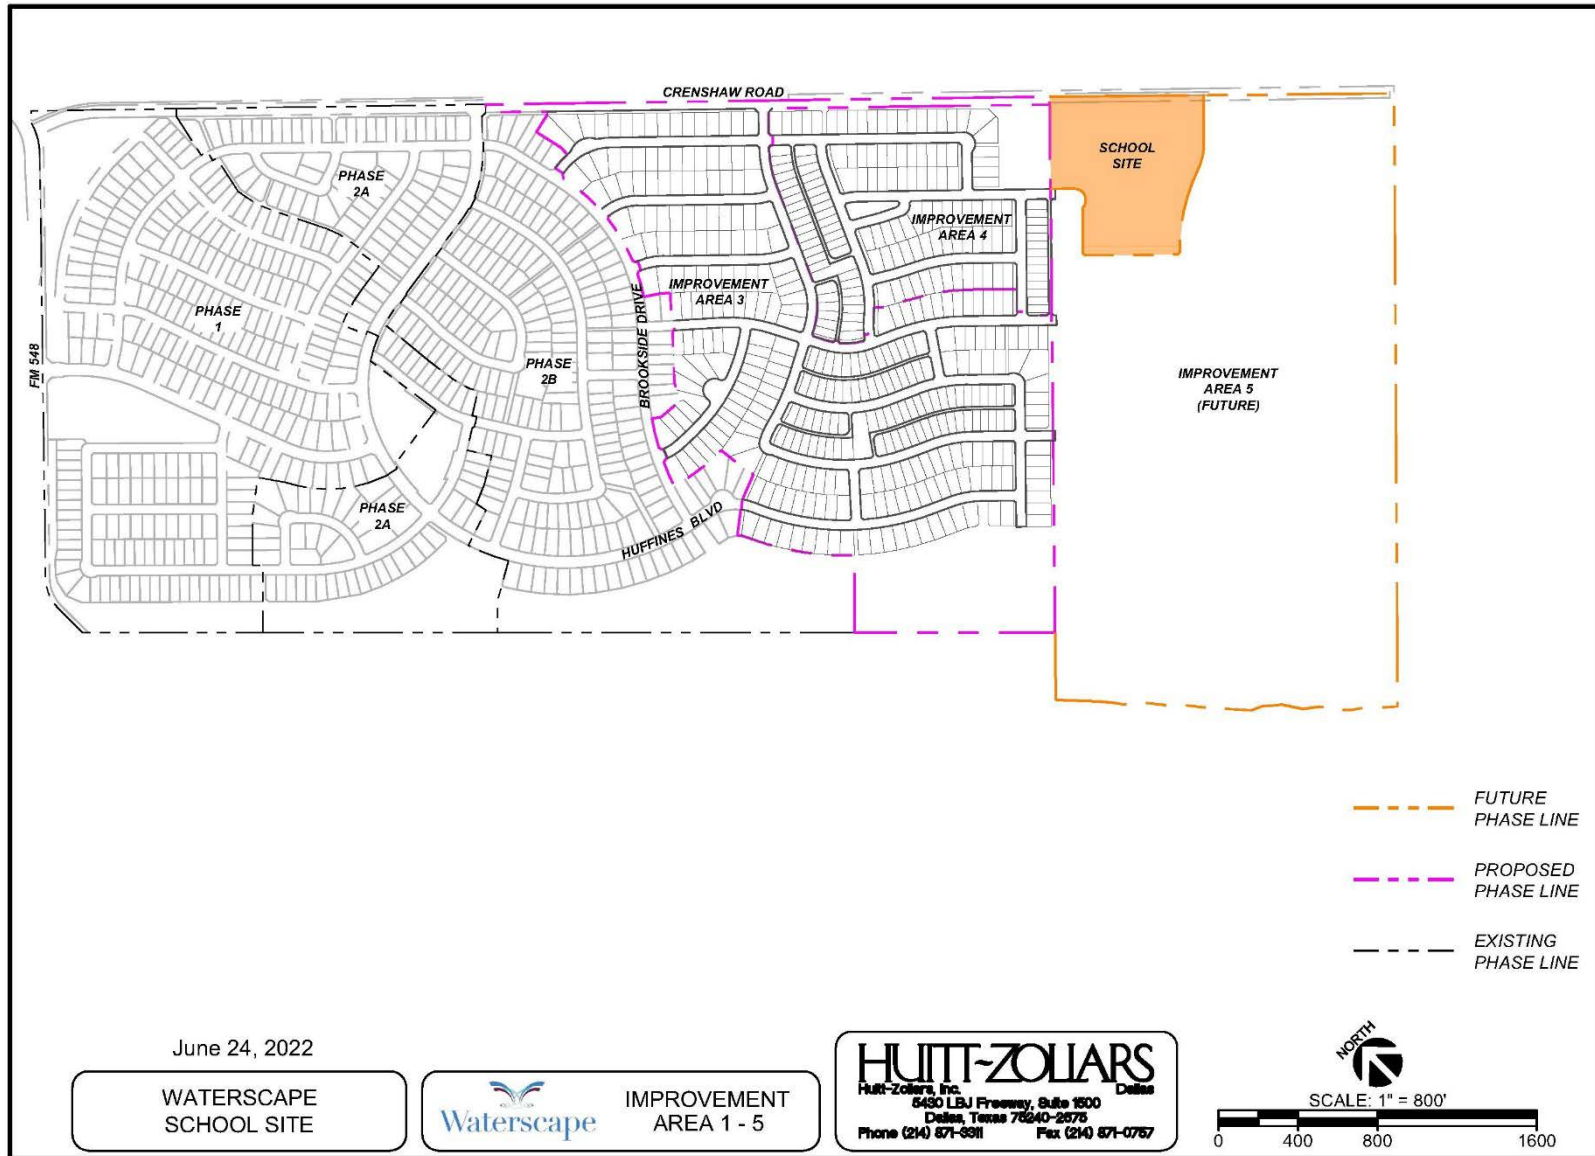 CRENSHAW ROAD
SCHOOL
SITE
PHASE
2A
IMPROVEMENT
AREA 4
IMPROVEMENT
AREA 3
BROOKSIDE DRIVE
PHASE
1
FM 548
PHASE
2B
IMPROVEMENT
AREA 5
(FUTURE)
PHASE
2A
HUFFINES BLVD
FUTURE
PHASE LINE
PROPOSED
PHASE LINE
EXISTING
PHASE LINE
June 24, 2022
WATERSCAPE
SCHOOL SITE
Waterscape
IMPROVEMENT
AREA 1 - 5
HUITT~ZOLLARS
Huitt-Zollars, Inc. Dallas
5430 LBJ Freeway, Suite 1500
Dallas, Texas 75240-2675
Phone (214) 871-3311 Fax (214) 871-0757
NORTH
SCALE: 1" = 800'
0 400 800 1600